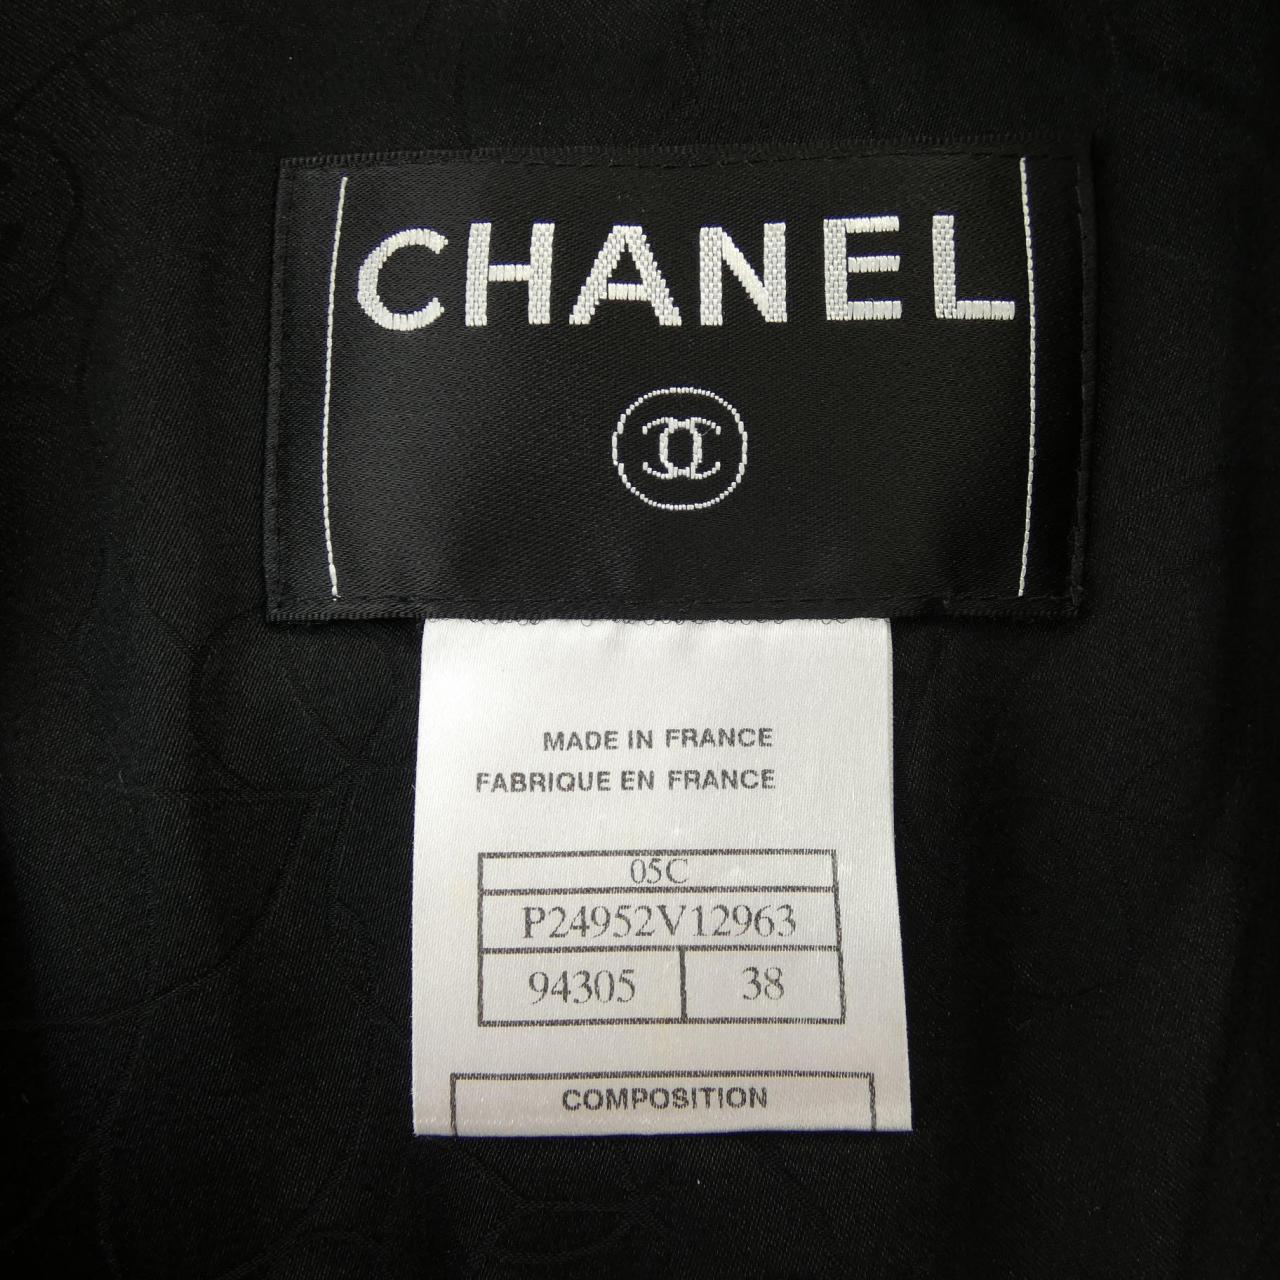 CHANEL
MADE IN FRANCE
FABRIQUE EN FRANCE
05C
P24952V12963
94305 38
COMPOSITION